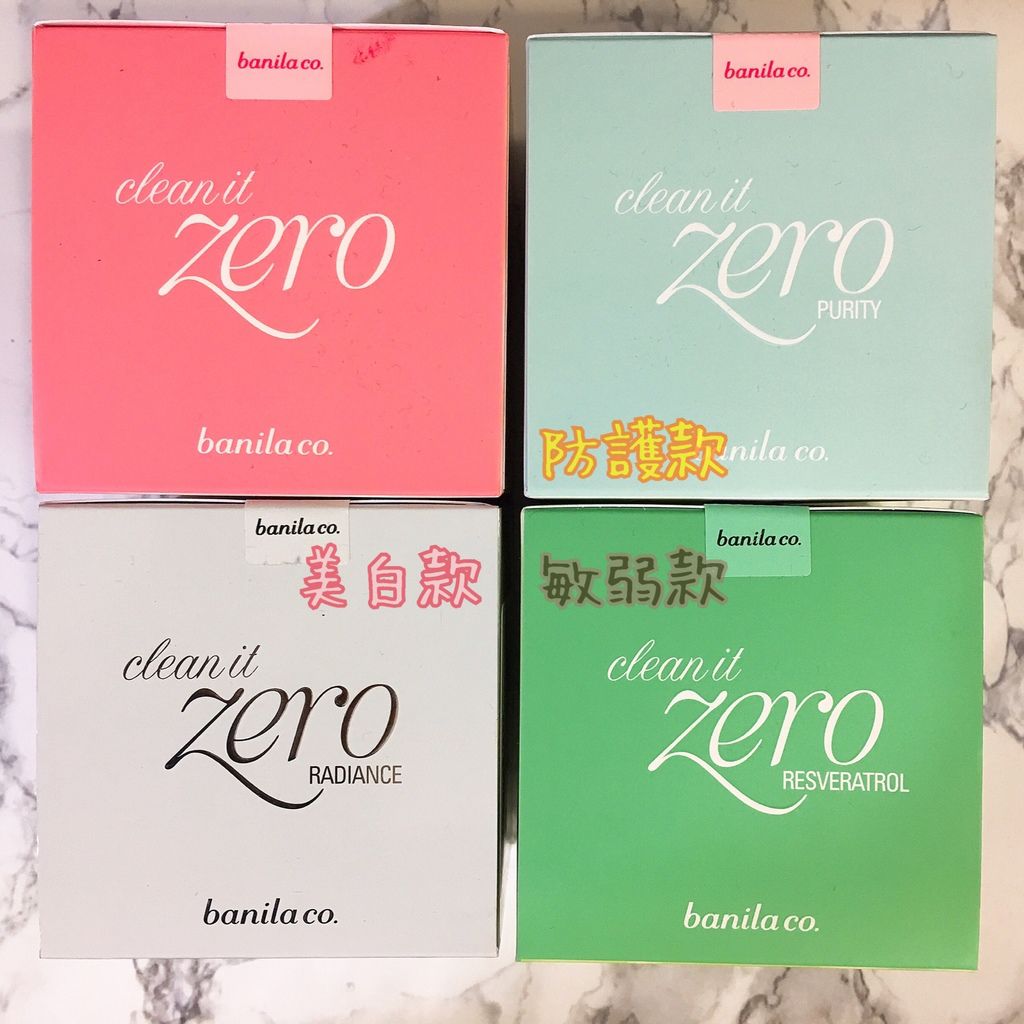 banila co.
clean it
zero
banila co.
banila co.
clean it
zero
PURITY
防護款
banila co.
banila co.
美白款
clean it
zero
RADIANCE
banila co.
banila co.
敏弱款
clean it
zero
RESVERATROL
banila co.